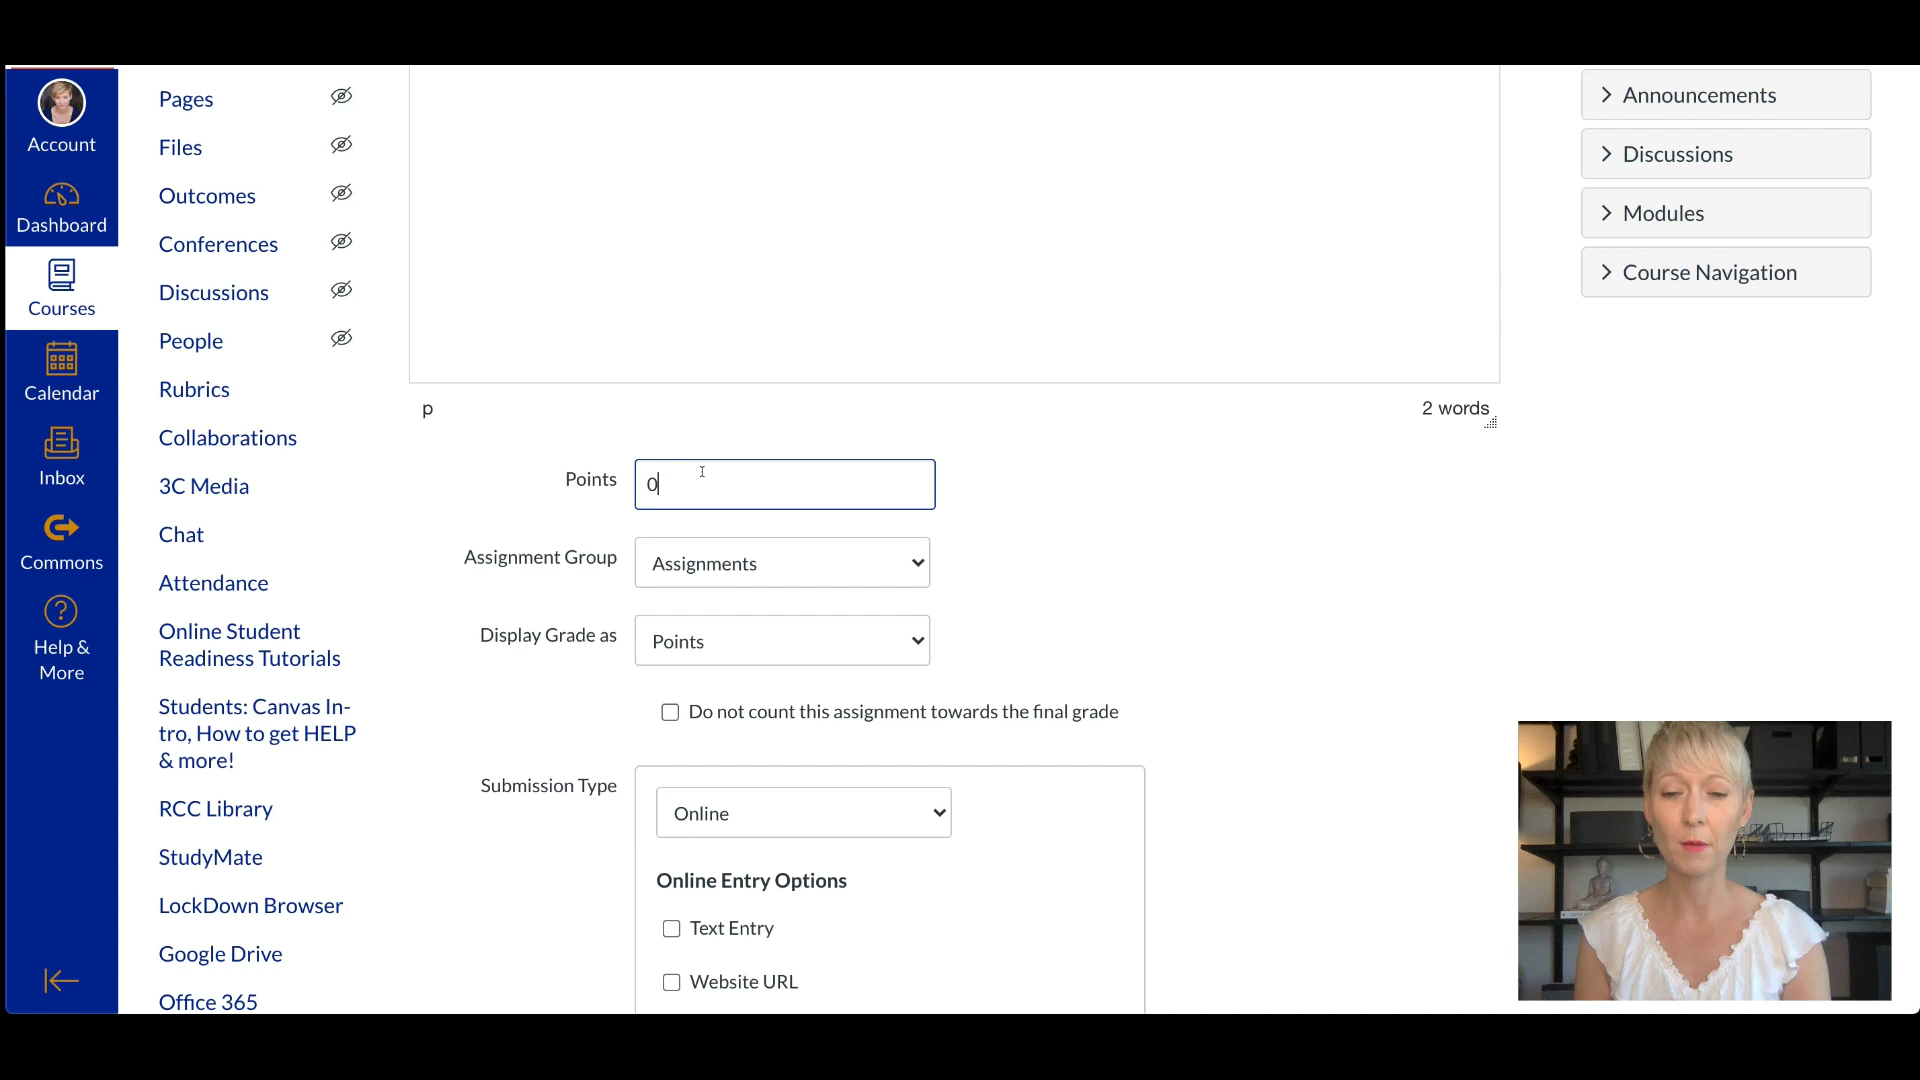 Account
Dashboard
Courses
Calendar
Inbox
Commons
?
Help &
More
Pages
Files
Outcomes
Conferences
Discussions
People
Rubrics
Collaborations
3C Media
Chat
Attendance
Online Student
Readiness Tutorials
Students: Canvas In-
tro, How to get HELP
& more!
RCC Library
StudyMate
LockDown Browser
Google Drive
Office 365
p
2 words
Points
0
Assignment Group
Assignments
Display Grade as
Points
Do not count this assignment towards the final grade
Submission Type
Online
Online Entry Options
Text Entry
Website URL
Announcements
Discussions
Modules
Course Navigation